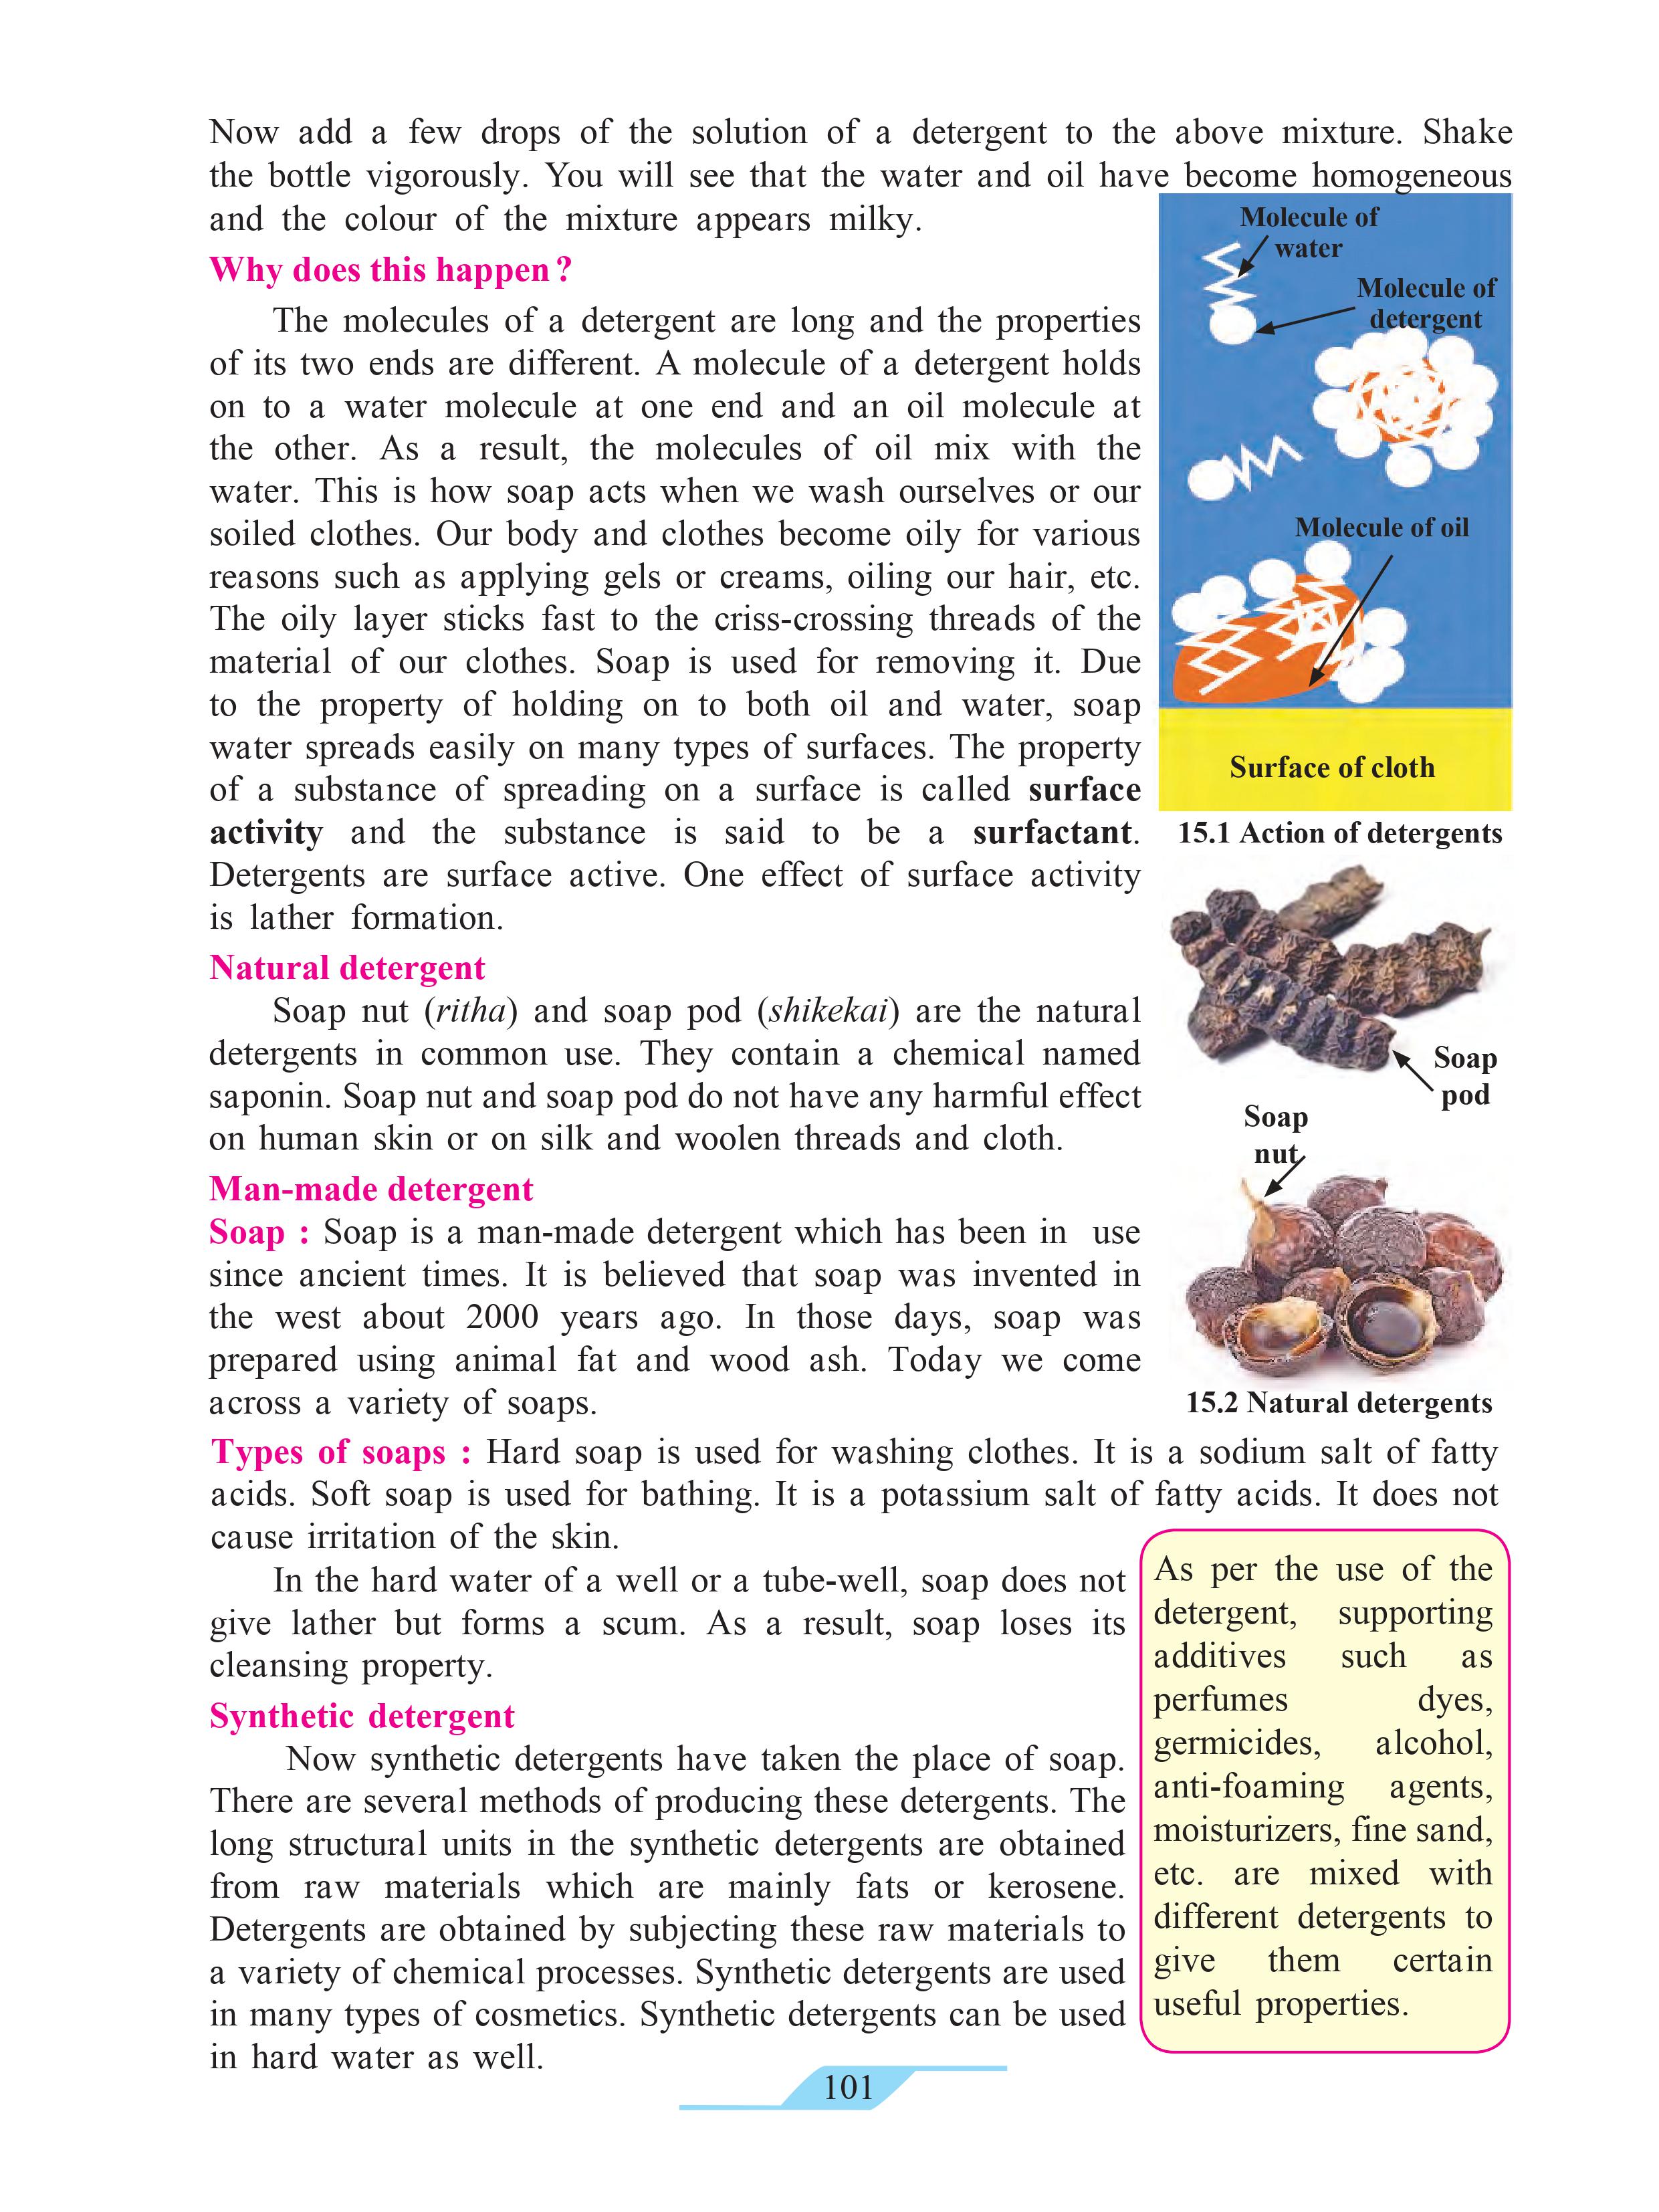 Now add a few drops of the solution of a detergent to the above mixture. Shake
the bottle vigorously. You will see that the water and oil have become homogeneous
and the colour of the mixture appears milky.
Why does this happen?
The molecules of a detergent are long and the properties
of its two ends are different. A molecule of a detergent holds
on to a water molecule at one end and an oil molecule at
the other. As a result, the molecules of oil mix with the
water. This is how soap acts when we wash ourselves or our
soiled clothes. Our body and clothes become oily for various
reasons such as applying gels or creams, oiling our hair, etc.
The oily layer sticks fast to the criss-crossing threads of the
material of our clothes. Soap is used for removing it. Due
to the property of holding on to both oil and water, soap
water spreads easily on many types of surfaces. The property
of a substance of spreading on a surface is called surface
activity and the substance is said to be a surfactant.
Detergents are surface active. One effect of surface activity
is lather formation.
Molecule of
water
Molecule of
detergent
Molecule of oil
Surface of cloth
15.1 Action of detergents
Natural detergent
Soap nut (ritha) and soap pod (shikekai) are the natural
detergents in common use. They contain a chemical named
saponin. Soap nut and soap pod do not have any harmful effect
on human skin or on silk and woolen threads and cloth.
Man-made detergent
Soap : Soap is a man-made detergent which has been in use
since ancient times. It is believed that soap was invented in
the west about 2000 years ago. In those days, soap was
prepared using animal fat and wood ash. Today we come
across a variety of soaps.
Soap
pod
Soap
nut
15.2 Natural detergents
Types of soaps : Hard soap is used for washing clothes. It is a sodium salt of fatty
acids. Soft soap is used for bathing. It is a potassium salt of fatty acids. It does not
cause irritation of the skin.
In the hard water of a well or a tube-well, soap does not
give lather but forms a scum. As a result, soap loses its
cleansing property.
Synthetic detergent
Now synthetic detergents have taken the place of soap.
There are several methods of producing these detergents. The
long structural units in the synthetic detergents are obtained
from raw materials which are mainly fats or kerosene.
Detergents are obtained by subjecting these raw materials to
a variety of chemical processes. Synthetic detergents are used
in many types of cosmetics. Synthetic detergents can be used
in hard water as well.
As per the use of the
detergent, supporting
additives such as
perfumes dyes,
germicides, alcohol,
anti-foaming agents,
moisturizers, fine sand,
etc. are mixed with
different detergents to
give them certain
useful properties.
101